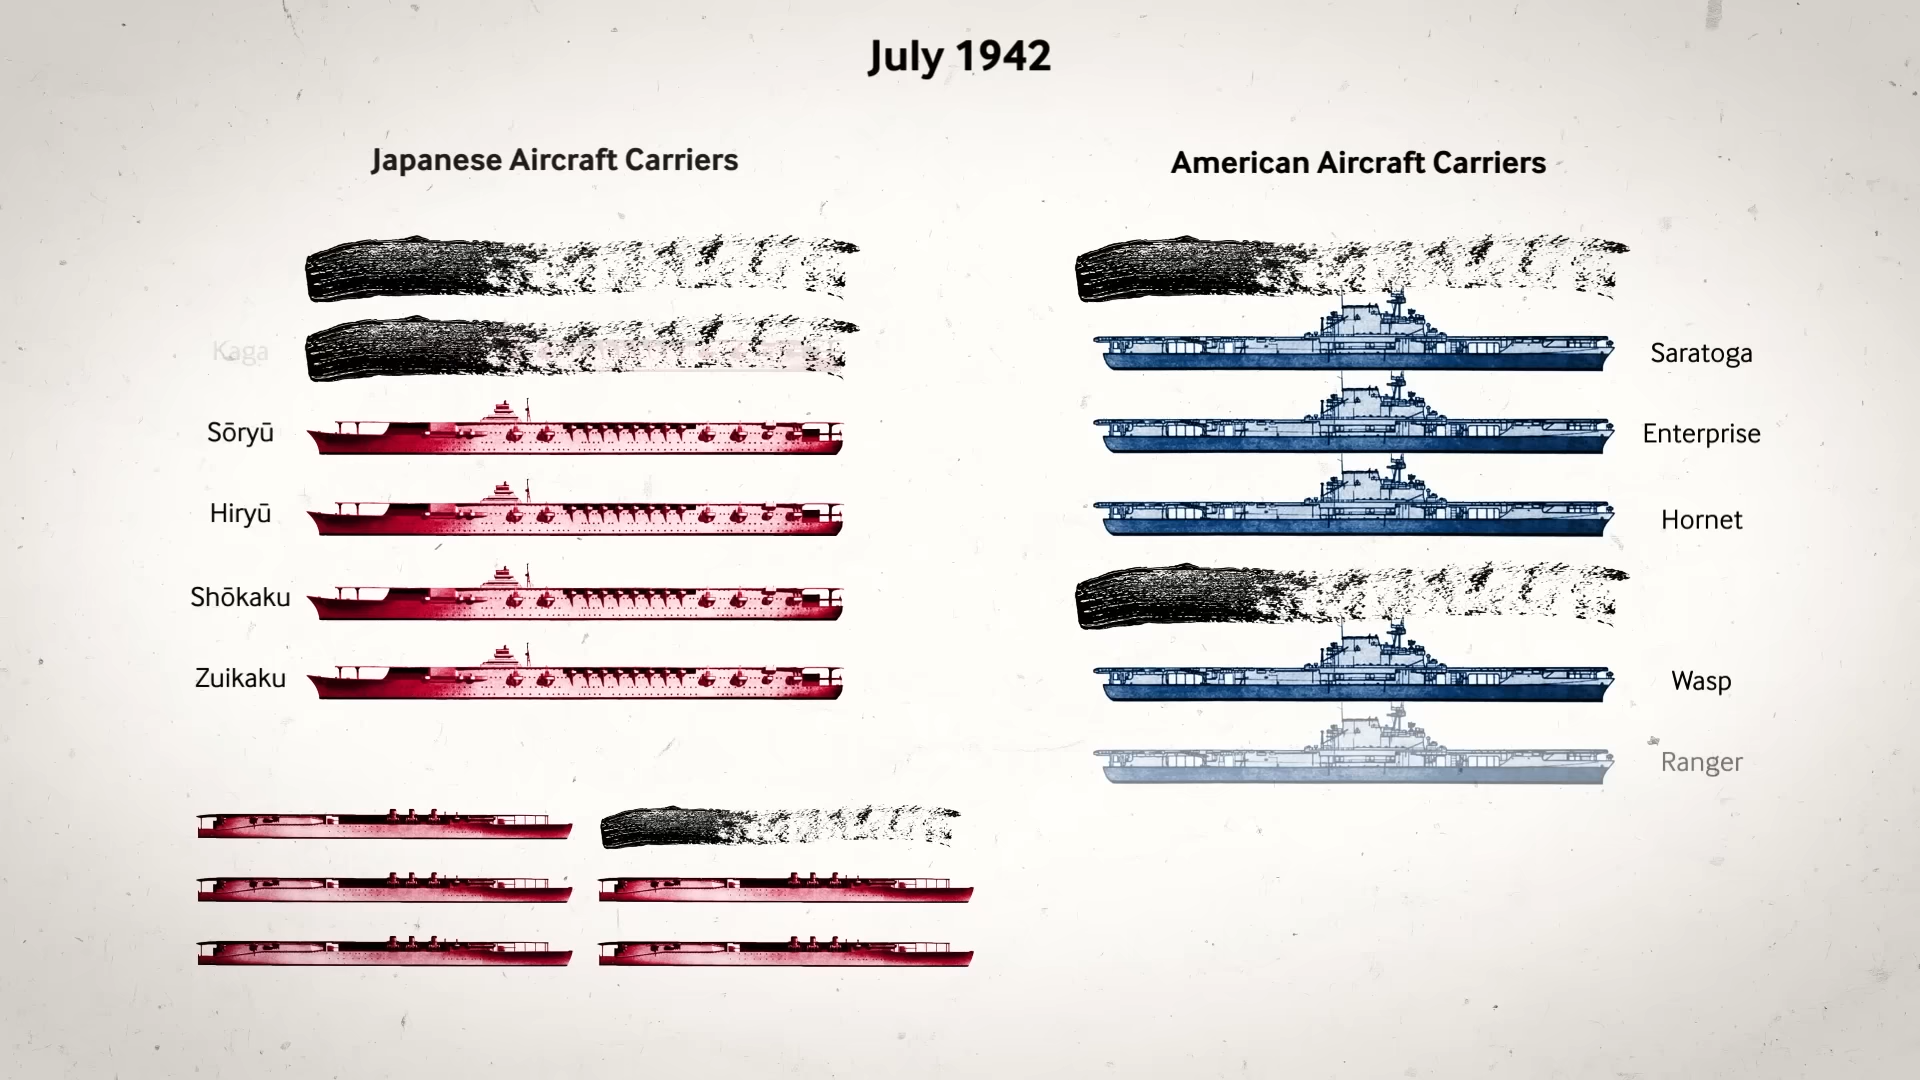 July 1942
Japanese Aircraft Carriers
Kaga
Sōryū
Hiryū
Shōkaku
Zuikaku
American Aircraft Carriers
Saratoga
Enterprise
Hornet
Wasp
Ranger